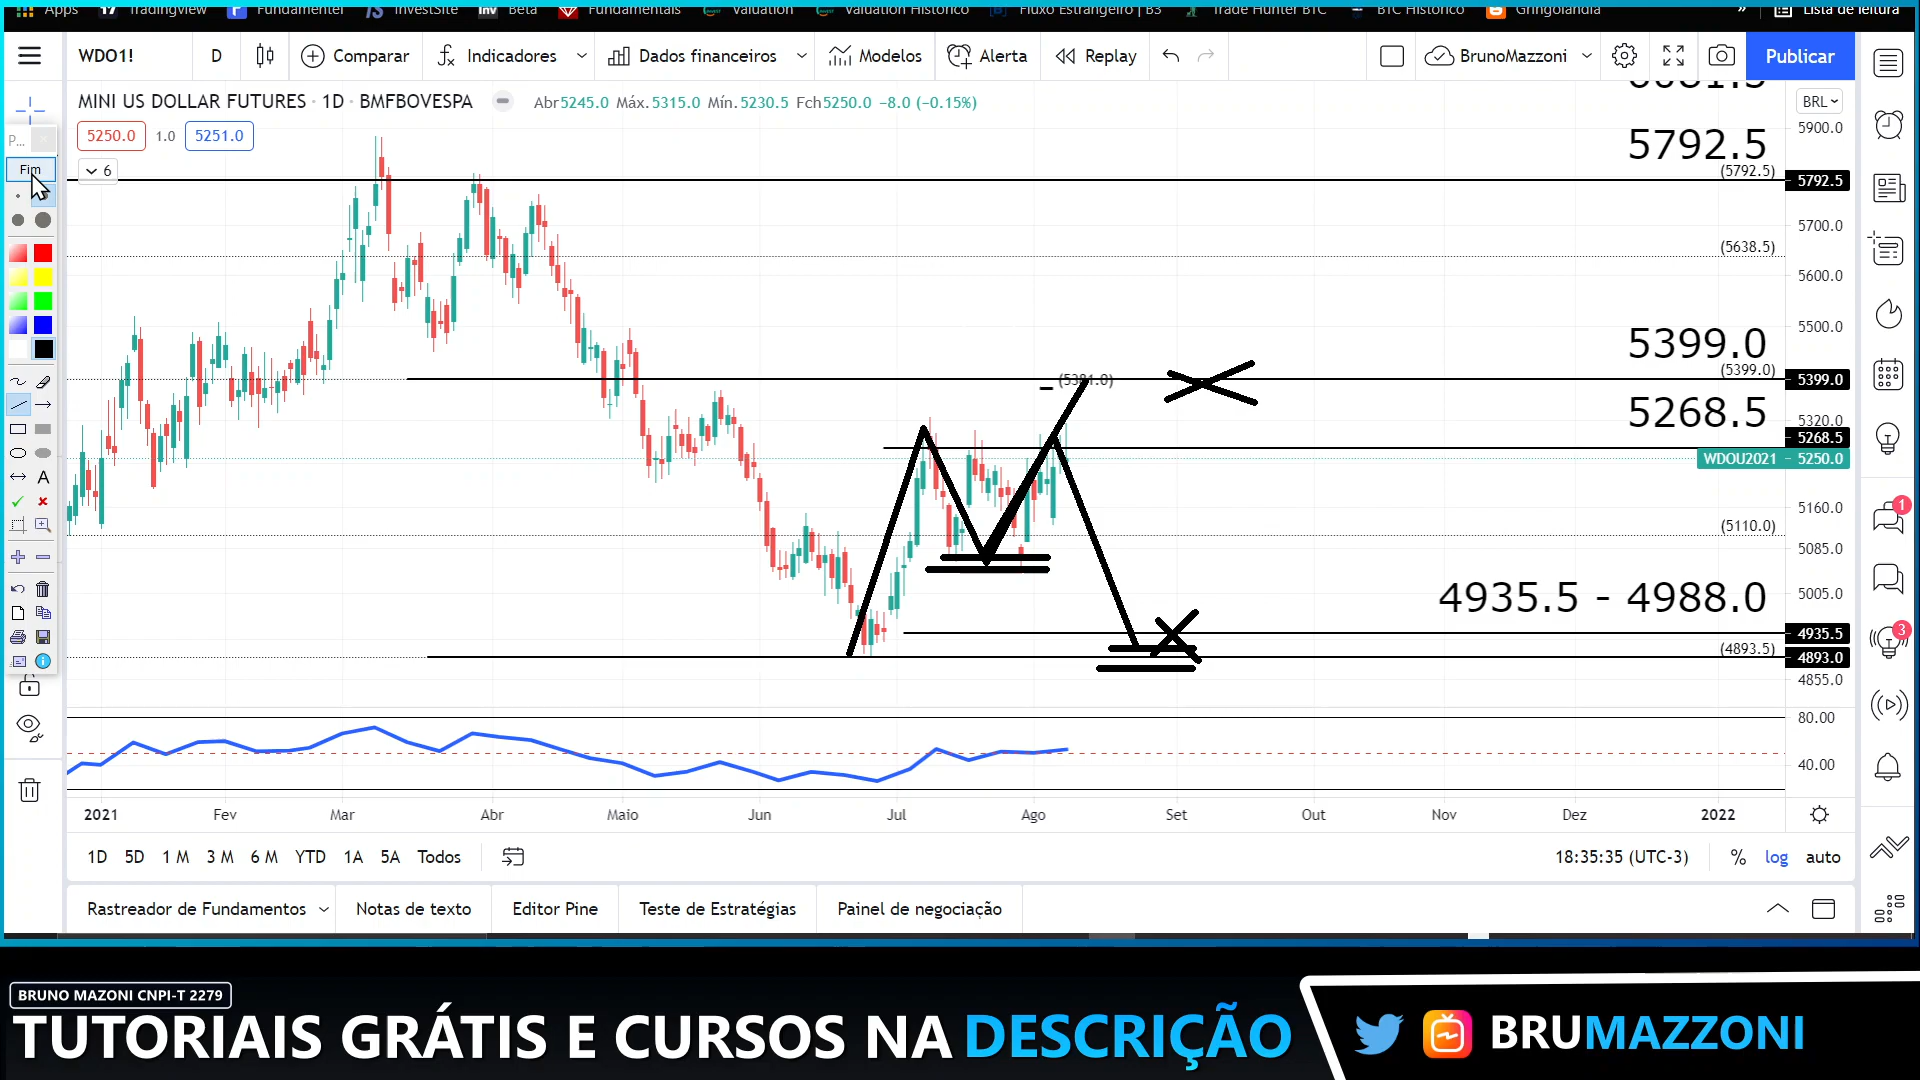 Apps TradingView Fundamentei InvestSite Beta Fundamentals Valuation Valuation Histórico Fluxo Estrangeiro | B3 Trade Hunter BTC BTC Histórico Gringolândia » Lista de leitura
WDO1! D Comparar Indicadores Dados financeiros Modelos Alerta Replay BrunoMazzoni Publicar
MINI US DOLLAR FUTURES · 1D · BMFBOVESPA Abr5245.0 Máx.5315.0 Mín.5230.5 Fch5250.0 −8.0 (−0.15%) BRL
5250.0 1.0 5251.0
P...
Fim
6
5900.0
5792.5
(5792.5)
5792.5
5700.0
(5638.5)
5600.0
5500.0
5399.0
(5399.0)
(5381.0) 5399.0
5268.5
5320.0
5268.5
WDOU2021 5250.0
5160.0
(5110.0)
5085.0
5005.0
4935.5 - 4988.0
4935.5
(4893.5)
4893.0
4855.0
80.00
40.00
2021 Fev Mar Abr Maio Jun Jul Ago Set Out Nov Dez 2022
1D 5D 1 M 3 M 6 M YTD 1A 5A Todos 18:35:35 (UTC-3) % log auto
Rastreador de Fundamentos Notas de texto Editor Pine Teste de Estratégias Painel de negociação
A
1
3
BRUNO MAZONI CNPI-T 2279
TUTORIAIS GRÁTIS E CURSOS NA DESCRIÇÃO BRUMAZZONI